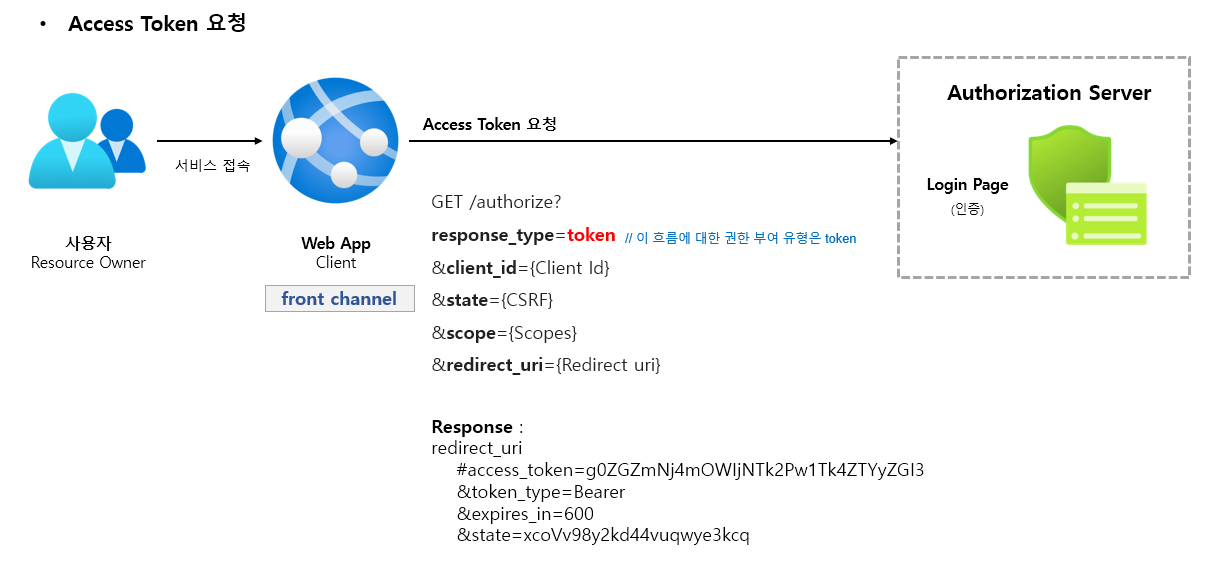 • Access Token 요청
Access Token 요청
Authorization Server
서비스 접속
Login Page
(인증)
사용자
Resource Owner
Web App
Client
front channel
GET /authorize?
response_type=token // 이 흐름에 대한 권한 부여 유형은 token
&client_id={Client Id}
&state={CSRF}
&scope={Scopes}
&redirect_uri={Redirect uri}
Response :
redirect_uri
#access_token=g0ZGZmNj4mOWIjNTk2Pw1Tk4ZTYyZGI3
&token_type=Bearer
&expires_in=600
&state=xcoVv98y2kd44vuqwye3kcq